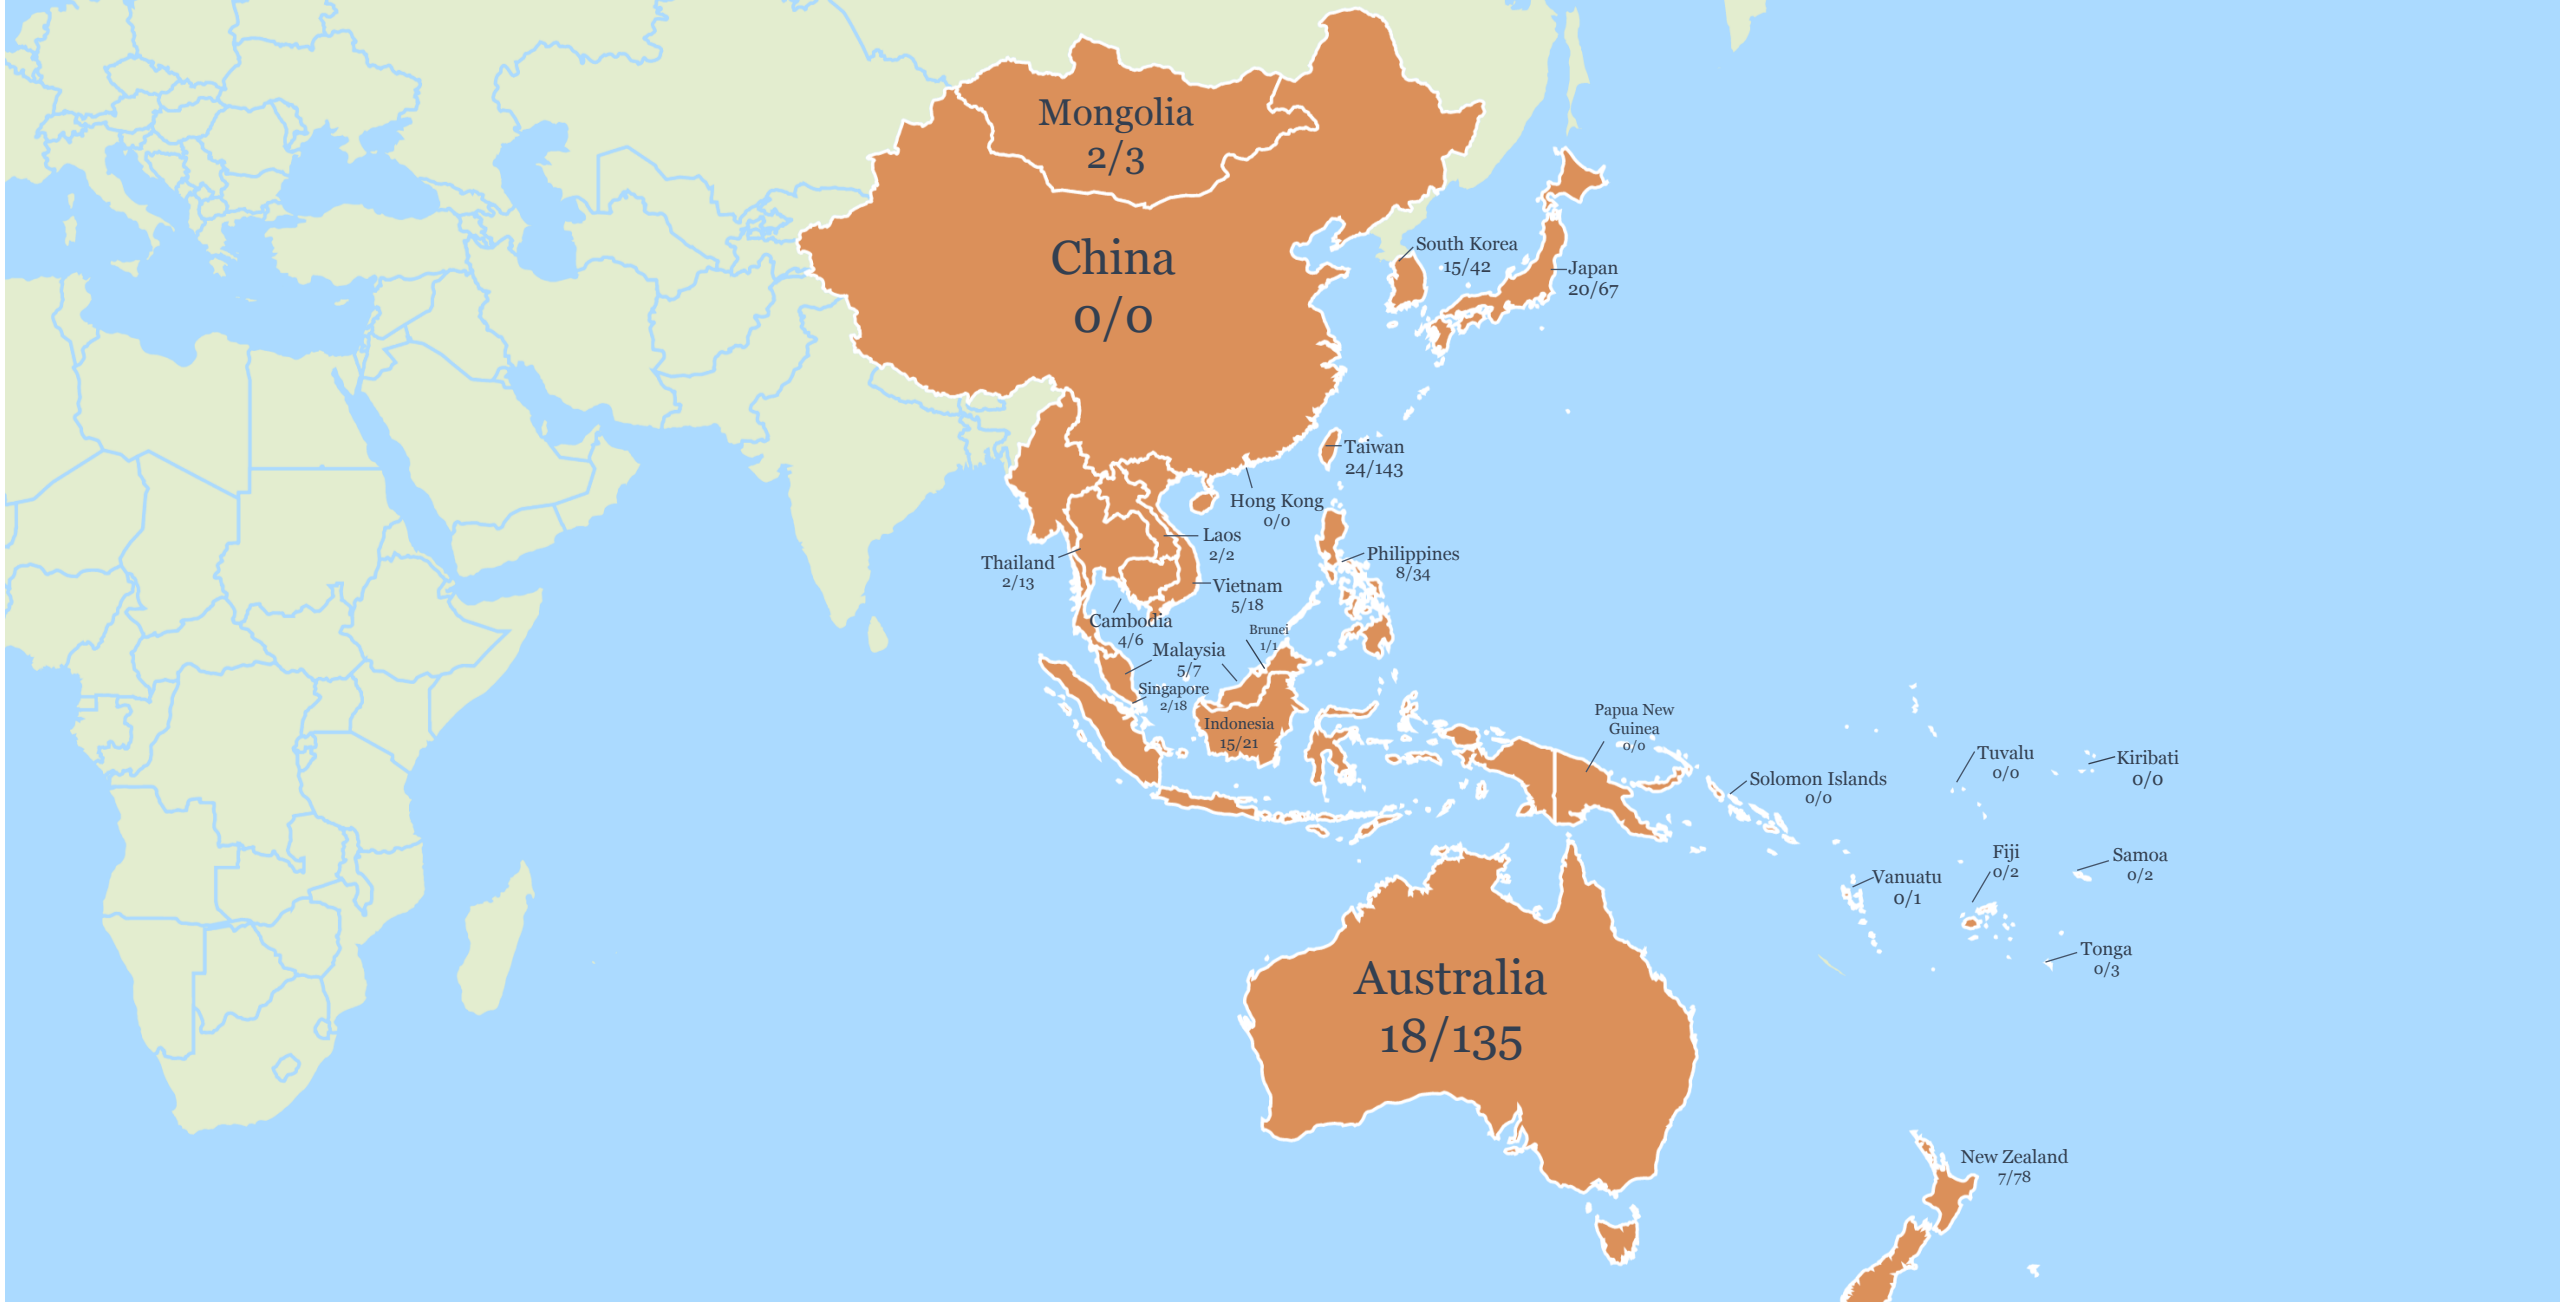 Mongolia
2/3
China
0/0
South Korea
15/42
Japan
20/67
Taiwan
24/143
Hong Kong
0/0
Laos
2/2
Thailand
2/13
Philippines
8/34
Vietnam
5/18
Cambodia
4/6
Brunei
1/1
Malaysia
5/7
Singapore
2/18
Indonesia
15/21
Papua New
Guinea
0/0
Solomon Islands
0/0
Tuvalu
0/0
Kiribati
0/0
Fiji
0/2
Samoa
0/2
Vanuatu
0/1
Tonga
0/3
Australia
18/135
New Zealand
7/78